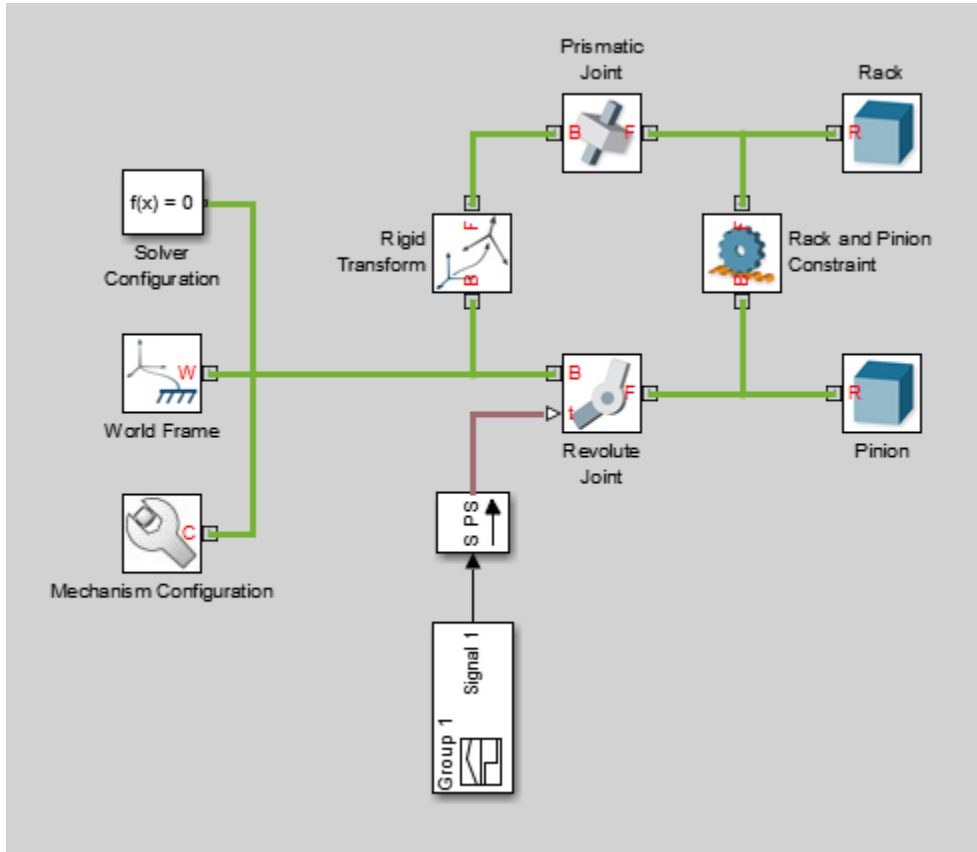 Prismatic
Joint
Rack
B
F
R
f(x) = 0
Solver
Configuration
Rigid
Transform
F
B
F
B
Rack and Pinion
Constraint
W
World Frame
B
F
t
R
Revolute
Joint
Pinion
C
Mechanism Configuration
S PS
Signal 1
Group 1